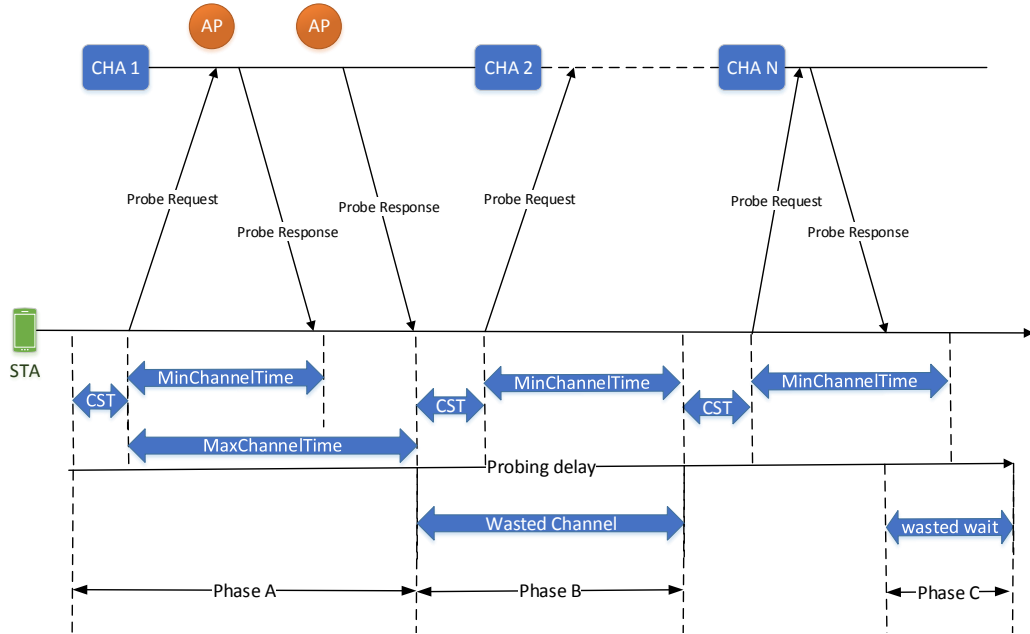 AP
AP
CHA 1
CHA 2
CHA N
Probe Request
Probe Response
Probe Response
Probe Request
Probe Request
Probe Response
STA
CST
MinChannelTime
MaxChannelTime
CST
MinChannelTime
CST
MinChannelTime
Probing delay
Wasted Channel
wasted wait
Phase A
Phase B
Phase C